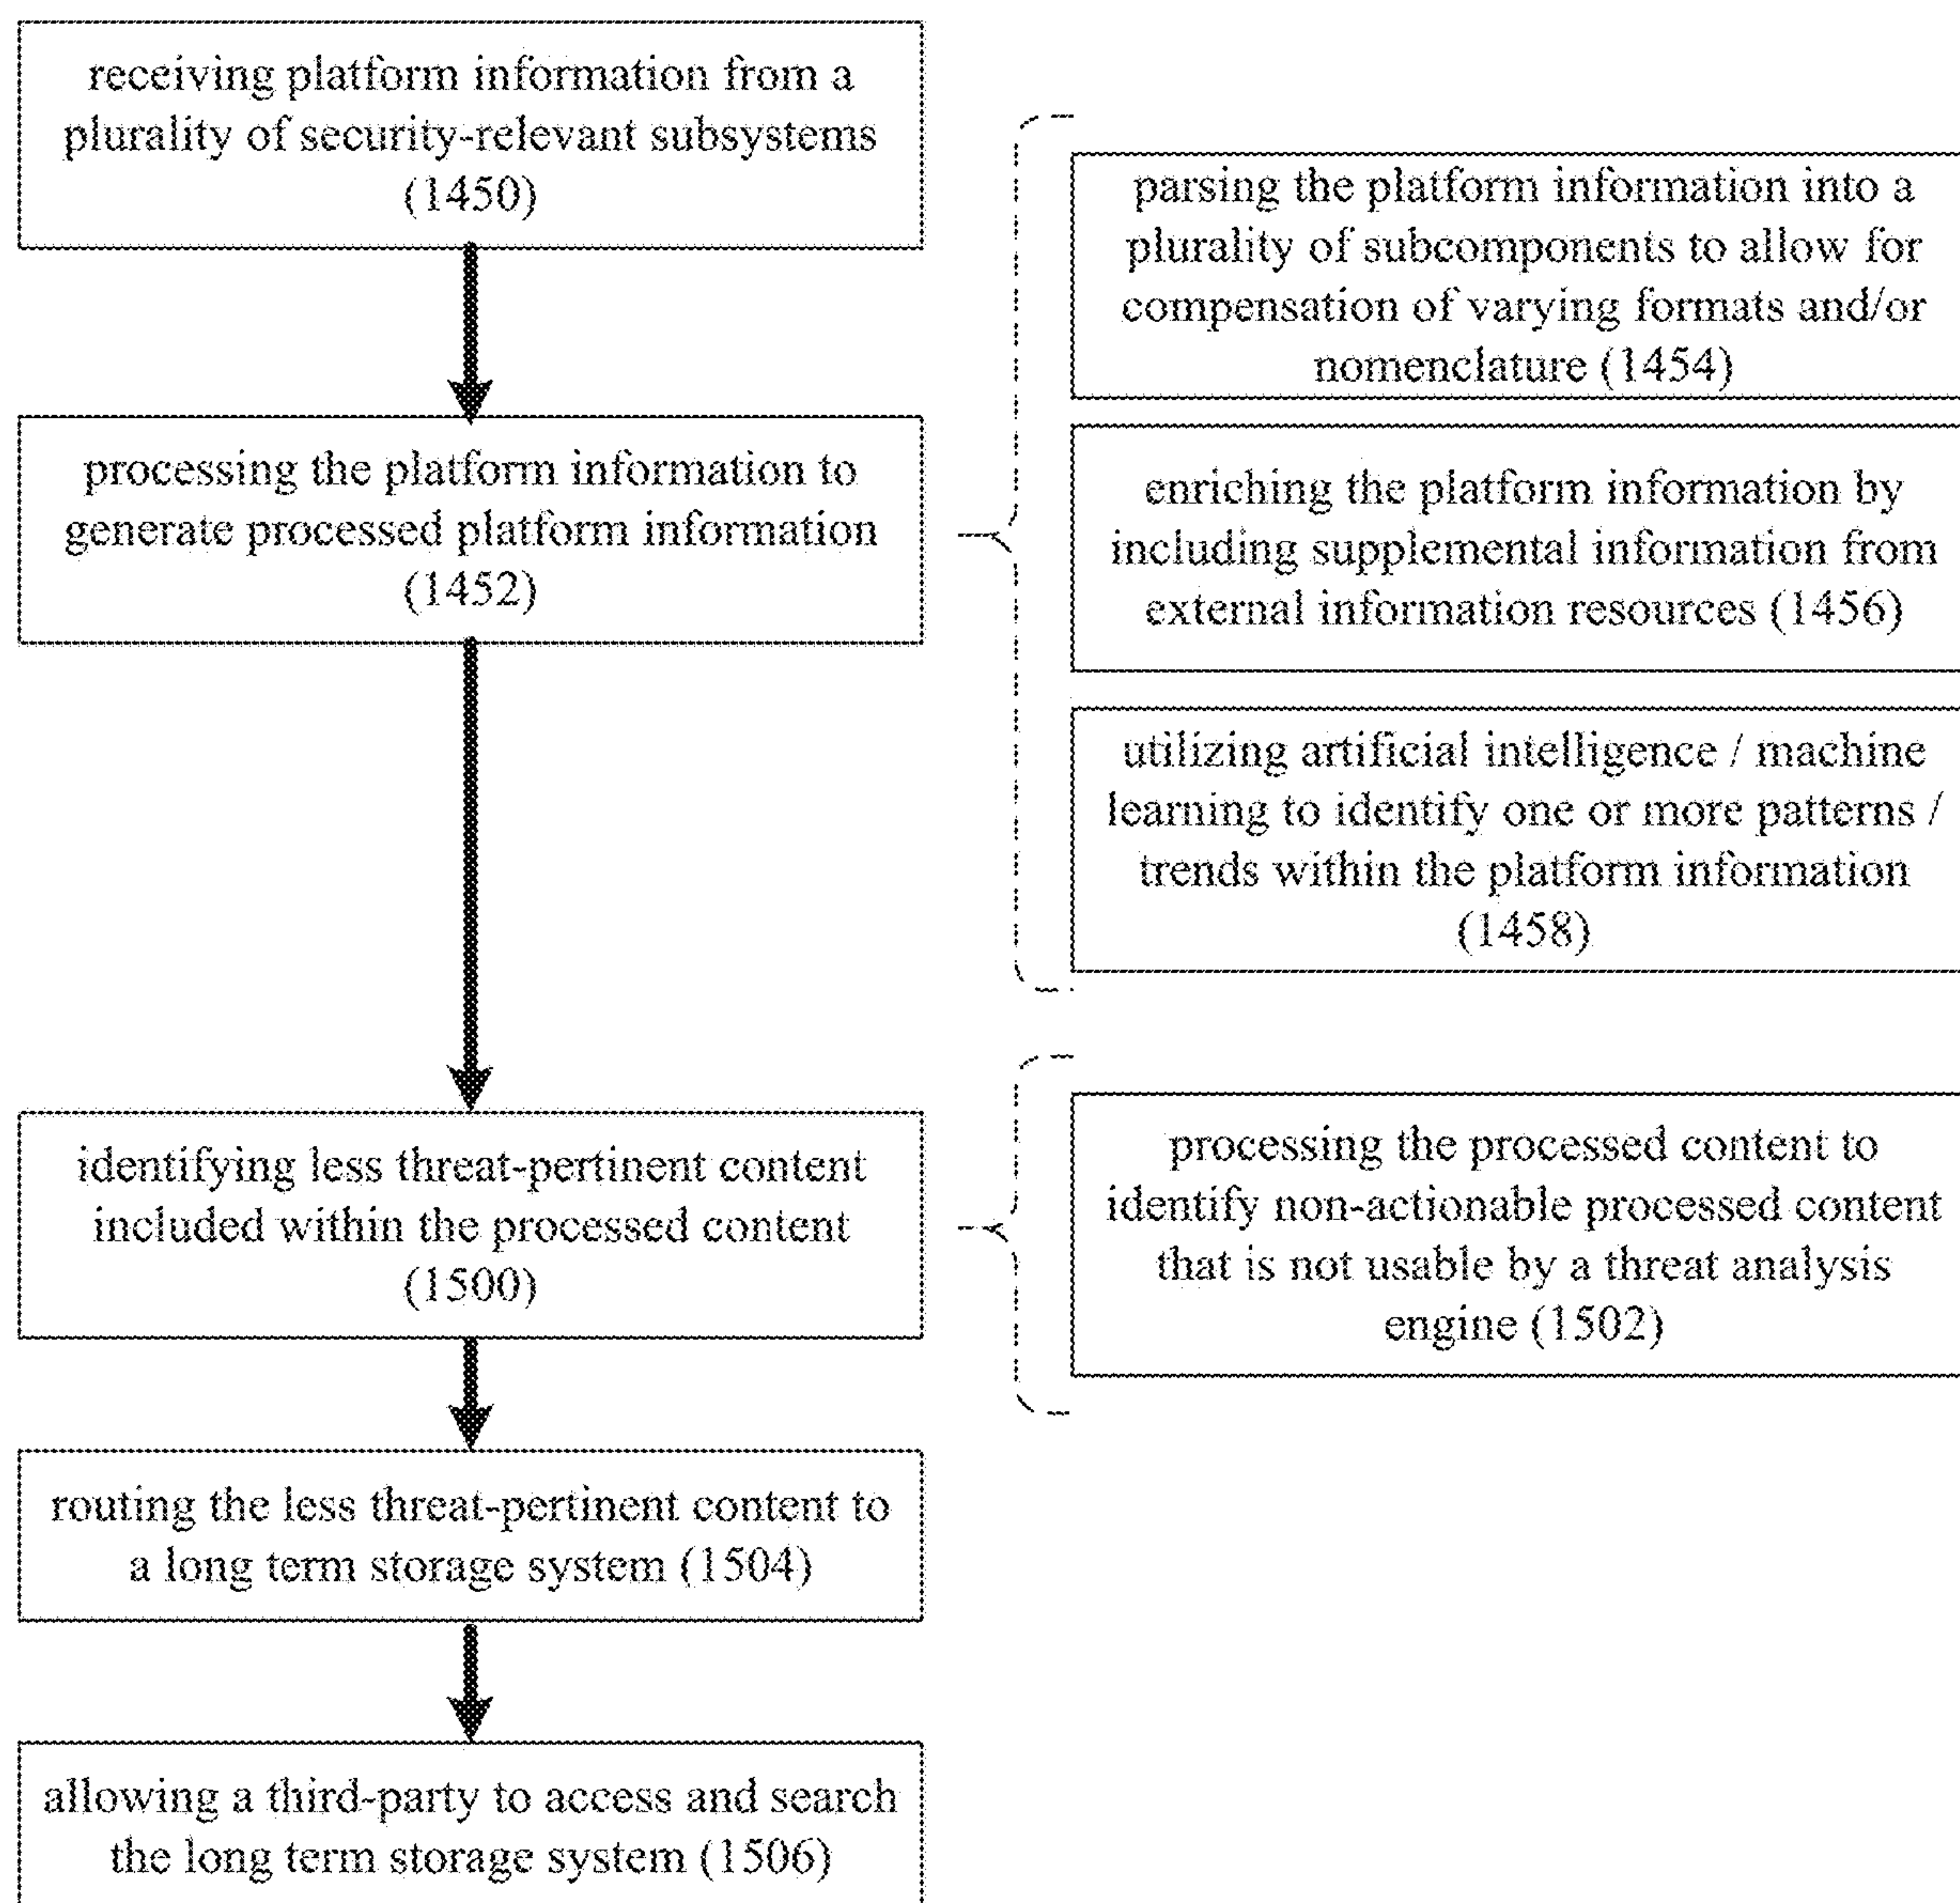 receiving platform information from a
plurality of security-relevant subsystems
(1450)
processing the platform information to
generate processed platform information
(1452)
parsing the platform information into a
plurality of subcomponents to allow for
compensation of varying formats and/or
nomenclature (1454)
enriching the platform information by
including supplemental information from
external information resources (1456)
utilizing artificial intelligence / machine
learning to identify one or more patterns /
trends within the platform information
(1458)
identifying less threat-pertinent content
included within the processed content
(1500)
processing the processed content to
identify non-actionable processed content
that is not usable by a threat analysis
engine (1502)
routing the less threat-pertinent content to
a long term storage system (1504)
allowing a third-party to access and search
the long term storage system (1506)